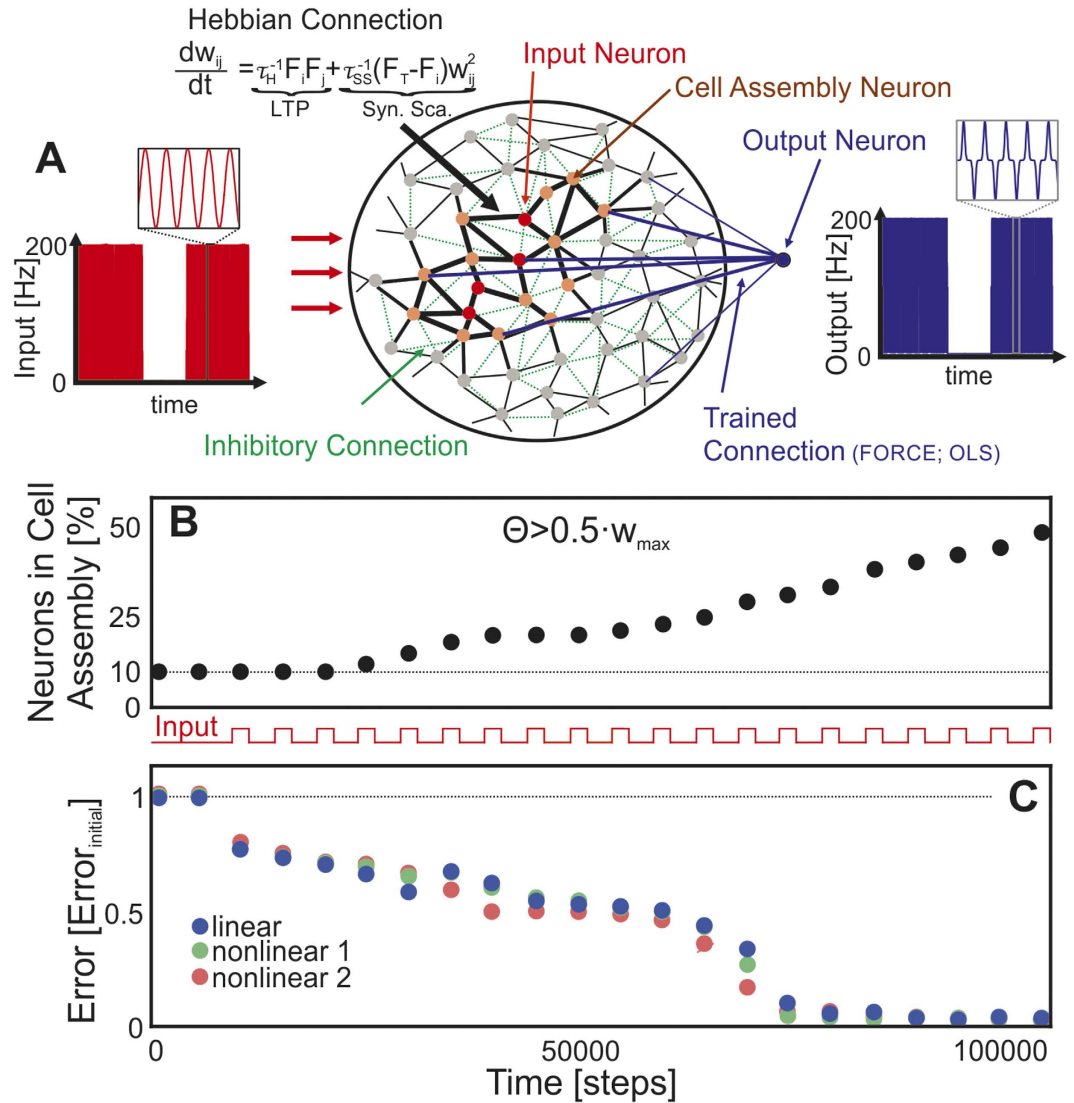 Hebbian Connection
dw_ij/dt = τ_H^-1 F_i F_j + τ_SS^-1 (F_T-F_i) w_ij^2
LTP Syn. Sca.
Input Neuron
Cell Assembly Neuron
Output Neuron
A
200
Input [Hz]
0
time
200
Output [Hz]
0
time
Inhibitory Connection
Trained
Connection (FORCE; OLS)
B
Θ>0.5·w_max
Neurons in Cell
Assembly [%]
50
25
10
0
Input
C
Error [Error_initial]
1
0.5
0
linear
nonlinear 1
nonlinear 2
0 50000 100000
Time [steps]